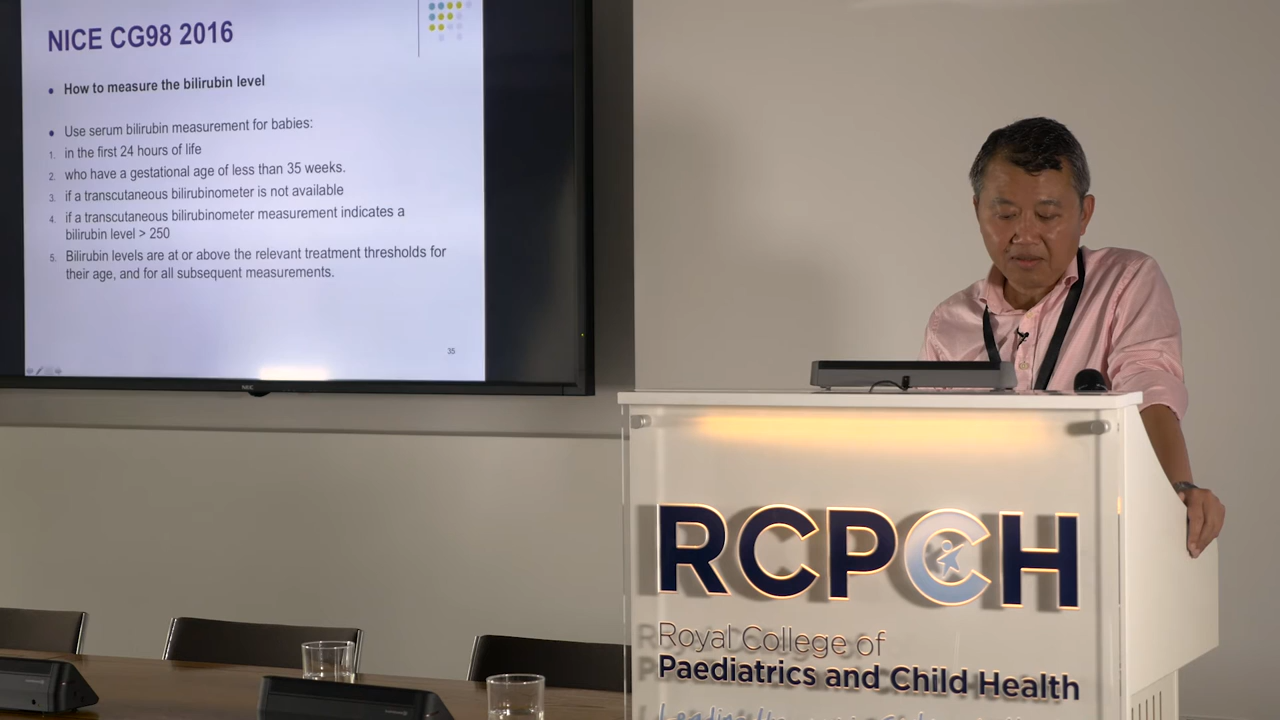 NICE CG98 2016
• How to measure the bilirubin level
• Use serum bilirubin measurement for babies:
1. in the first 24 hours of life
2. who have a gestational age of less than 35 weeks.
3. if a transcutaneous bilirubinometer is not available
4. if a transcutaneous bilirubinometer measurement indicates a
bilirubin level > 250
5. Bilirubin levels are at or above the relevant treatment thresholds for
their age, and for all subsequent measurements.
35
NEC
RCPCH
Royal College of
Paediatrics and Child Health
Leading the way